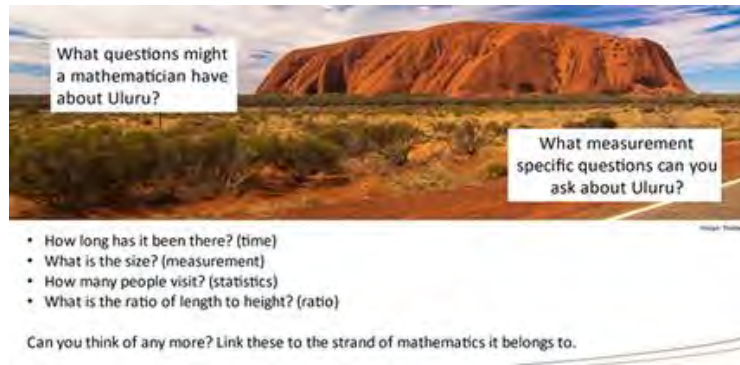 What questions might
a mathematician have
about Uluru?
What measurement
specific questions can you
ask about Uluru?
• How long has it been there? (time)
• What is the size? (measurement)
• How many people visit? (statistics)
• What is the ratio of length to height? (ratio)
Can you think of any more? Link these to the strand of mathematics it belongs to.